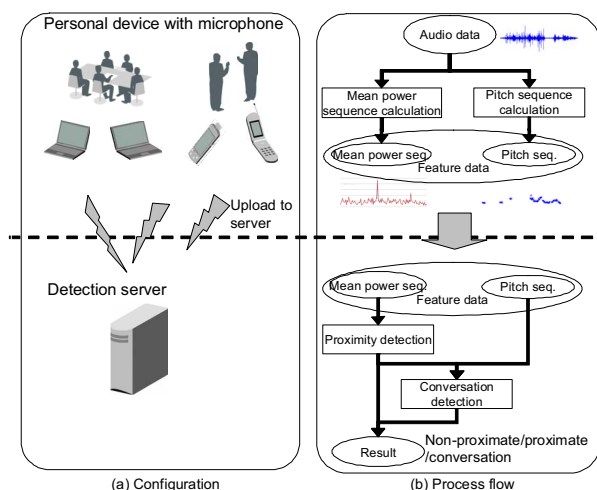 Personal device with microphone
Upload to
server
Detection server
(a) Configuration
Audio data
Mean power
sequence calculation
Pitch sequence
calculation
Mean power seq.
Pitch seq.
Feature data
Mean power seq.
Pitch seq.
Feature data
Proximity detection
Conversation
detection
Result
Non-proximate/proximate
/conversation
(b) Process flow